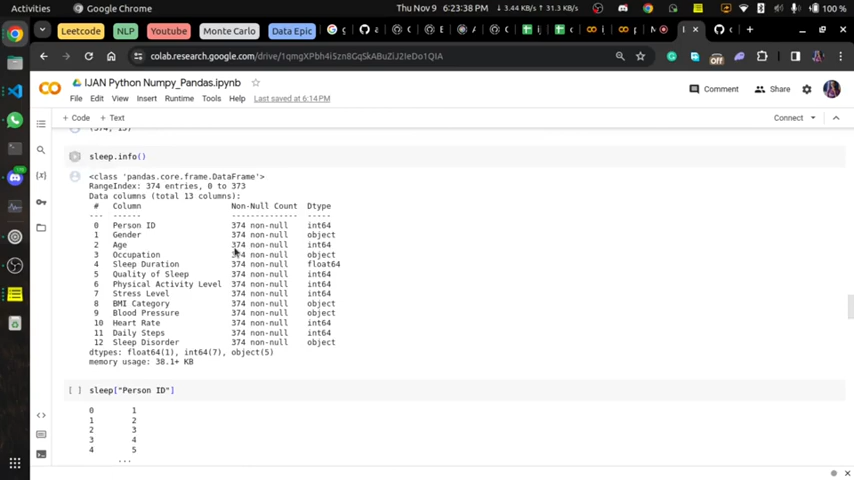 Activities
Google Chrome
Thu Nov 9 6:23:38 PM
↓ 3.44 KB/s ↑ 31.3 KB/s
100 %
Leetcode
NLP
Youtube
Monte Carlo
Data Epic
colab.research.google.com/drive/1qmgXPbh4iSzn8GqSkABuZiJ2IeDo1QIA
Off
IJAN Python Numpy_Pandas.ipynb
Comment
Share
File Edit View Insert Runtime Tools Help Last saved at 6:14 PM
+ Code + Text
Connect
(374, 13)
sleep.info()
<class 'pandas.core.frame.DataFrame'>
RangeIndex: 374 entries, 0 to 373
Data columns (total 13 columns):
# Column Non-Null Count Dtype
--- ------ -------------- -----
0 Person ID 374 non-null int64
1 Gender 374 non-null object
2 Age 374 non-null int64
3 Occupation 374 non-null object
4 Sleep Duration 374 non-null float64
5 Quality of Sleep 374 non-null int64
6 Physical Activity Level 374 non-null int64
7 Stress Level 374 non-null int64
8 BMI Category 374 non-null object
9 Blood Pressure 374 non-null object
10 Heart Rate 374 non-null int64
11 Daily Steps 374 non-null int64
12 Sleep Disorder 374 non-null object
dtypes: float64(1), int64(7), object(5)
memory usage: 38.1+ KB
[ ] sleep["Person ID"]
0 1
1 2
2 3
3 4
4 5
...